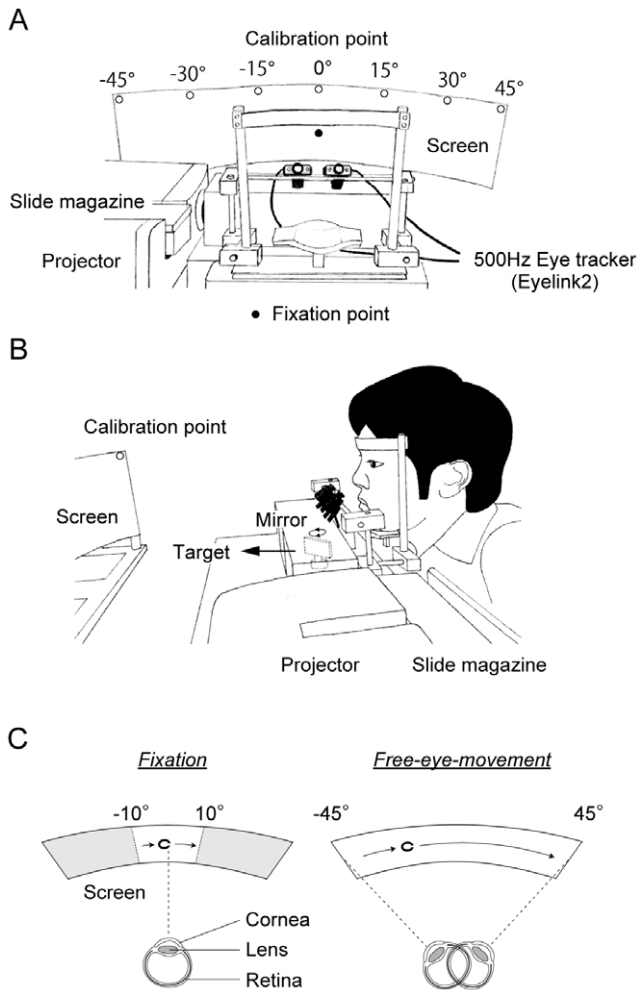 A
Calibration point
-45° -30° -15° 0° 15° 30° 45°
Screen
Slide magazine
Projector
500Hz Eye tracker
(Eyelink2)
• Fixation point
B
Calibration point
Screen
Mirror
Target
Projector Slide magazine
C
Fixation Free-eye-movement
-10° 10° -45° 45°
Screen
Cornea
Lens
Retina